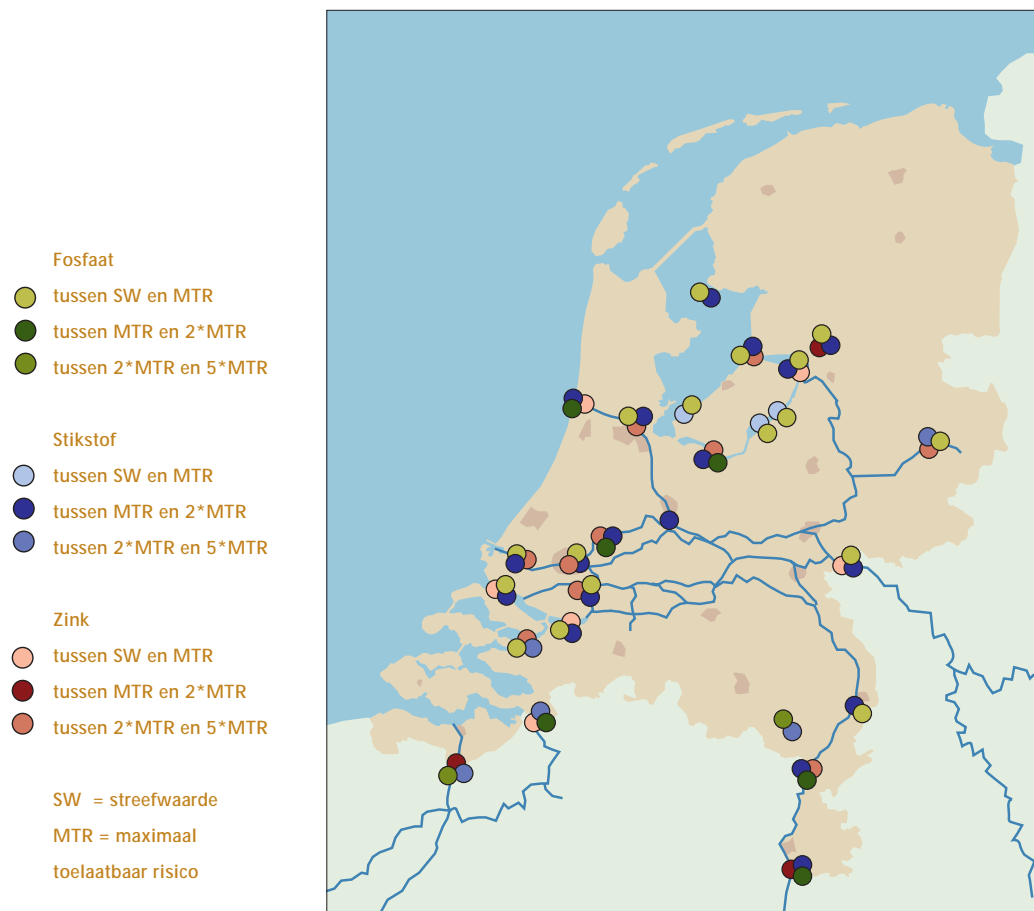 Fosfaat
tussen SW en MTR
tussen MTR en 2*MTR
tussen 2*MTR en 5*MTR
Stikstof
tussen SW en MTR
tussen MTR en 2*MTR
tussen 2*MTR en 5*MTR
Zink
tussen SW en MTR
tussen MTR en 2*MTR
tussen 2*MTR en 5*MTR
SW = streefwaarde
MTR = maximaal
toelaatbaar risico